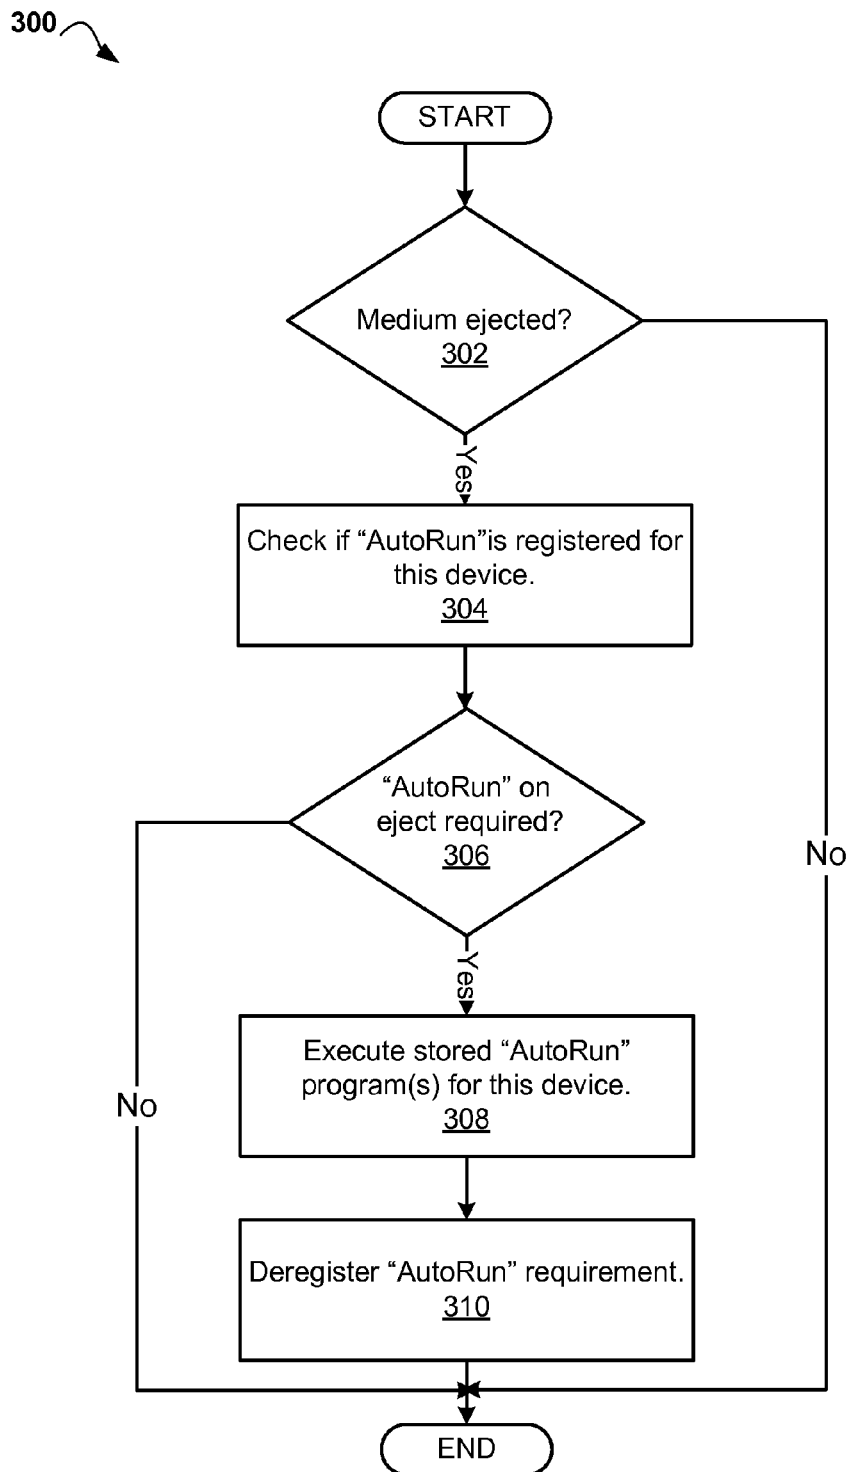 300
START
Medium ejected?
302
Yes
Check if “AutoRun”is registered for
this device.
304
“AutoRun” on
eject required?
306
No
Yes
Execute stored “AutoRun”
program(s) for this device.
308
No
Deregister “AutoRun” requirement.
310
END